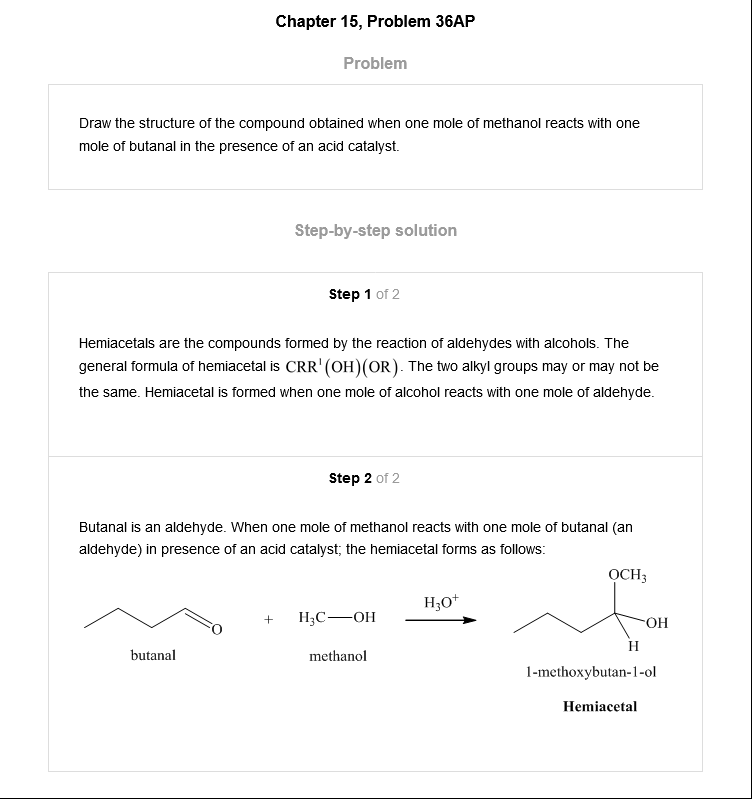 Chapter 15, Problem 36AP
Problem
Draw the structure of the compound obtained when one mole of methanol reacts with one
mole of butanal in the presence of an acid catalyst.
Step-by-step solution
Step 1 of 2
Hemiacetals are the compounds formed by the reaction of aldehydes with alcohols. The
general formula of hemiacetal is CRR'(OH)(OR). The two alkyl groups may or may not be
the same. Hemiacetal is formed when one mole of alcohol reacts with one mole of aldehyde.
Step 2 of 2
Butanal is an aldehyde. When one mole of methanol reacts with one mole of butanal (an
aldehyde) in presence of an acid catalyst; the hemiacetal forms as follows:
O
butanal
+
H₃C—OH
methanol
H₃O⁺
OCH₃
OH
H
1-methoxybutan-1-ol
Hemiacetal